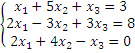 x₁ + 5x₂ + x₃ = 3
2x₁ − 3x₂ + 3x₃ = 8
2x₁ + 4x₂ − x₃ = 0